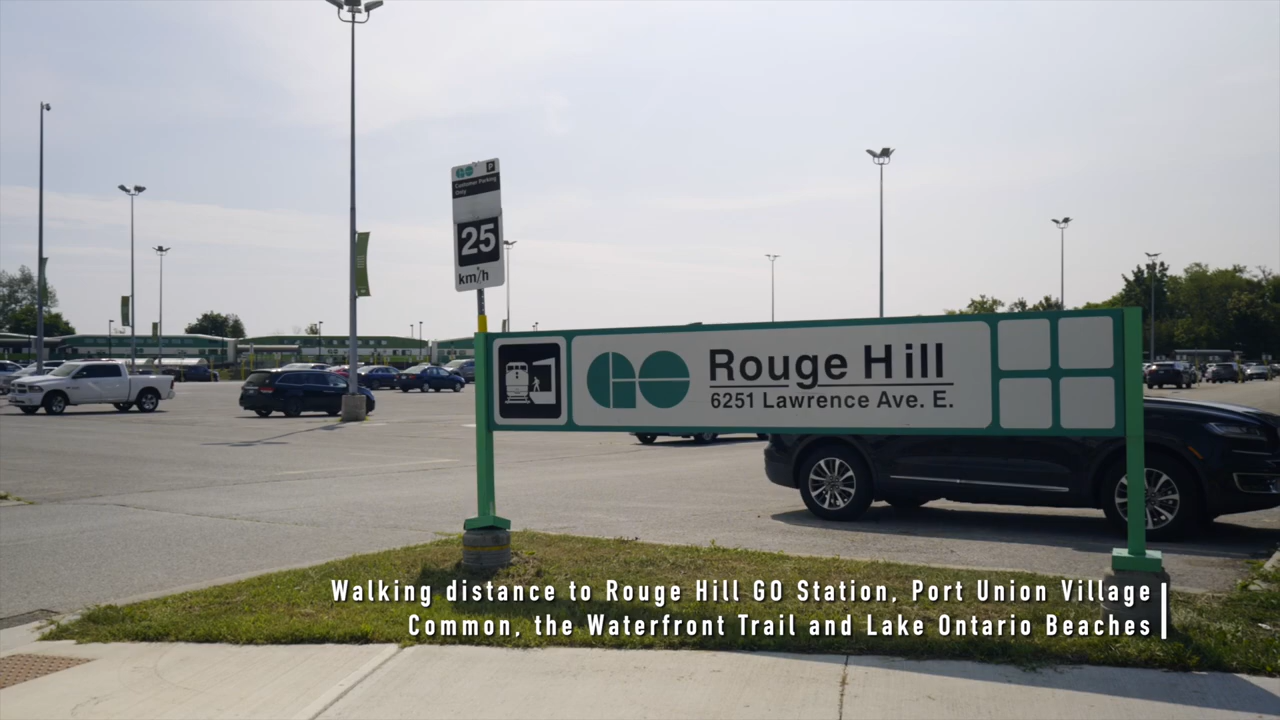 GO P
Customer Parking
Only
25
km/h
GO Rouge Hill
6251 Lawrence Ave. E.
Walking distance to Rouge Hill GO Station, Port Union Village
Common, the Waterfront Trail and Lake Ontario Beaches